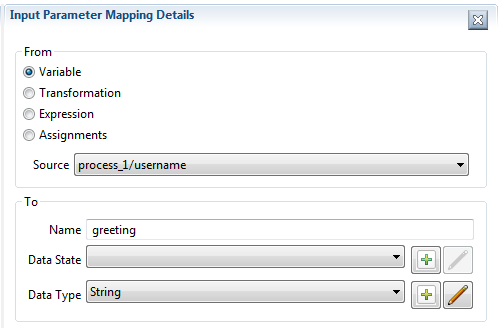 Input Parameter Mapping Details
From
Variable
Transformation
Expression
Assignments
Source process_1/username
To
Name greeting
Data State
Data Type String